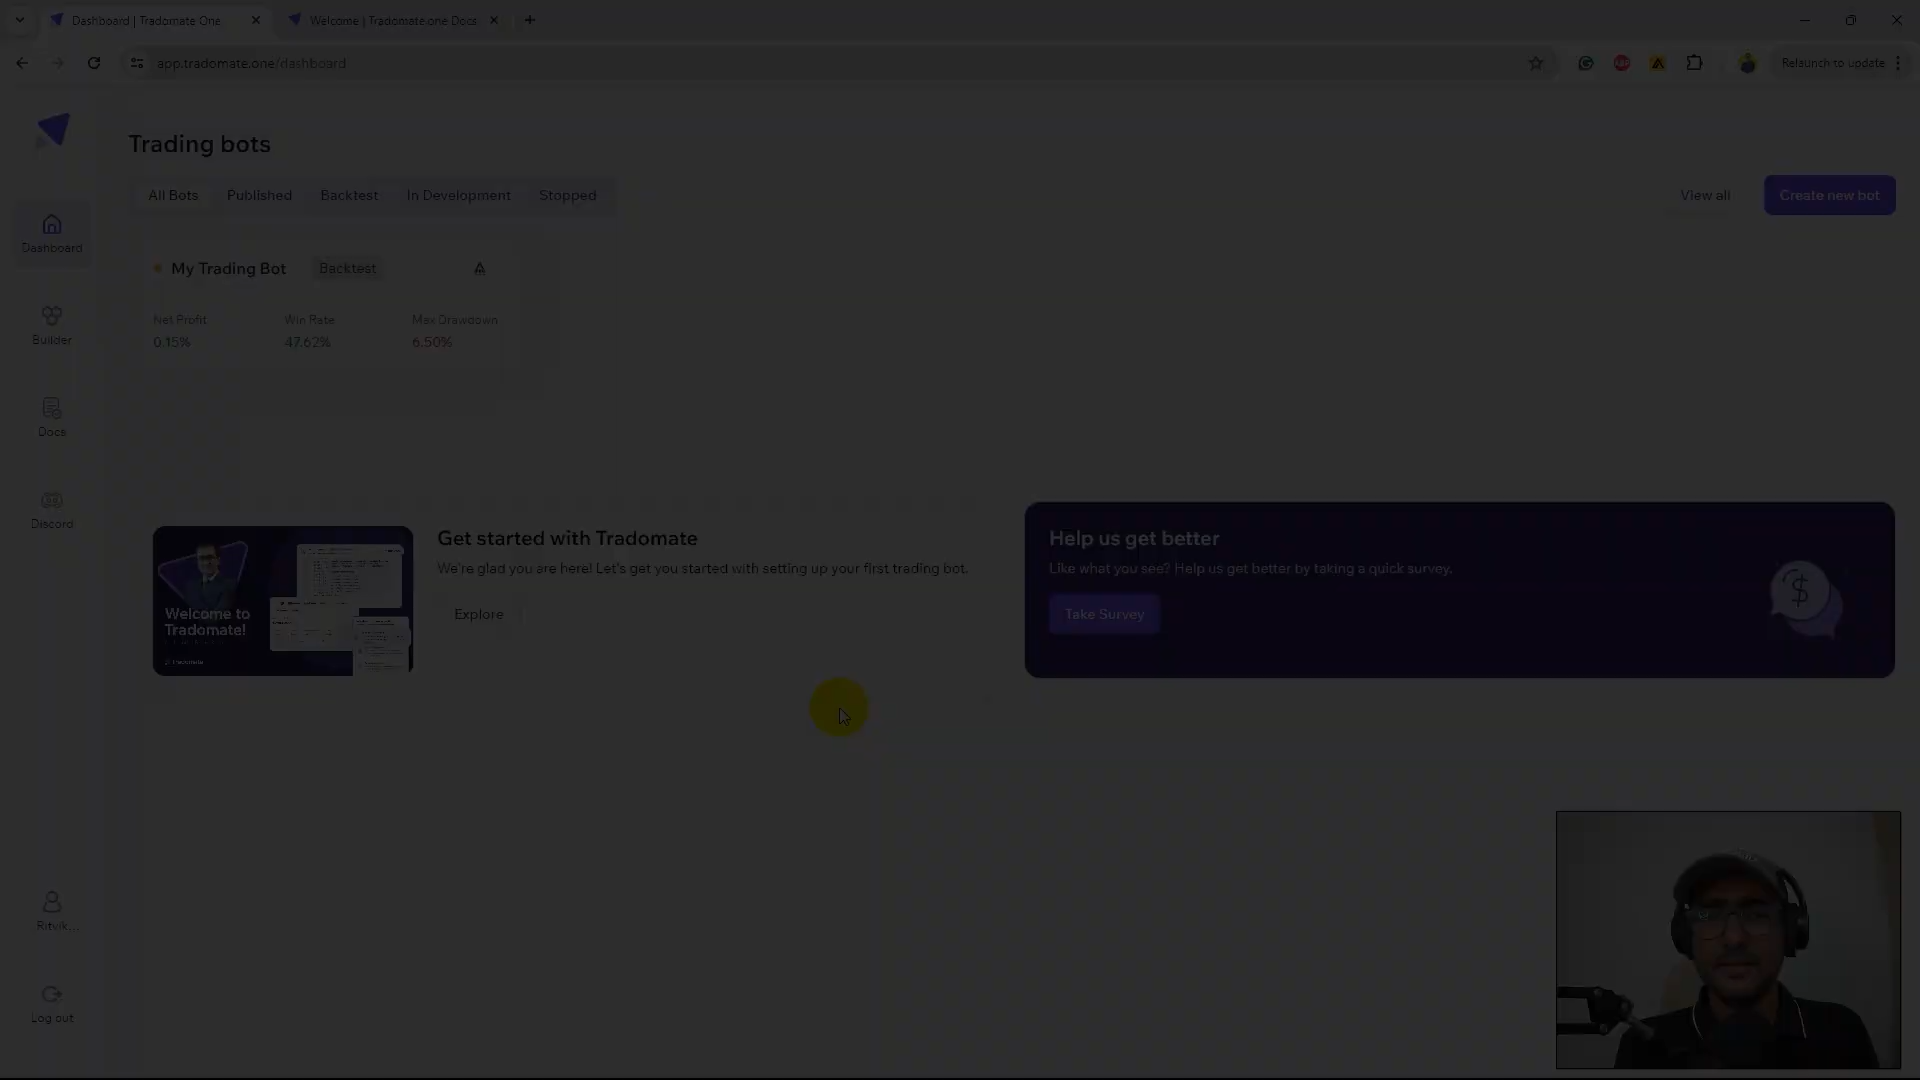 Dashboard | Tradomate One
Welcome | Tradomate.one Docs
app.tradomate.one/dashboard
Relaunch to update
Trading bots
All Bots
Published
Backtest
In Development
Stopped
View all
Create new bot
Dashboard
My Trading Bot
Backtest
Net Profit
Win Rate
Max Drawdown
0.15%
47.62%
6.50%
Builder
Docs
Discord
Get started with Tradomate
We're glad you are here! Let's get you started with setting up your first trading bot.
Explore
Welcome to
Tradomate!
Tradomate
Help us get better
Like what you see? Help us get better by taking a quick survey.
Take Survey
$
Ritvik...
Log out